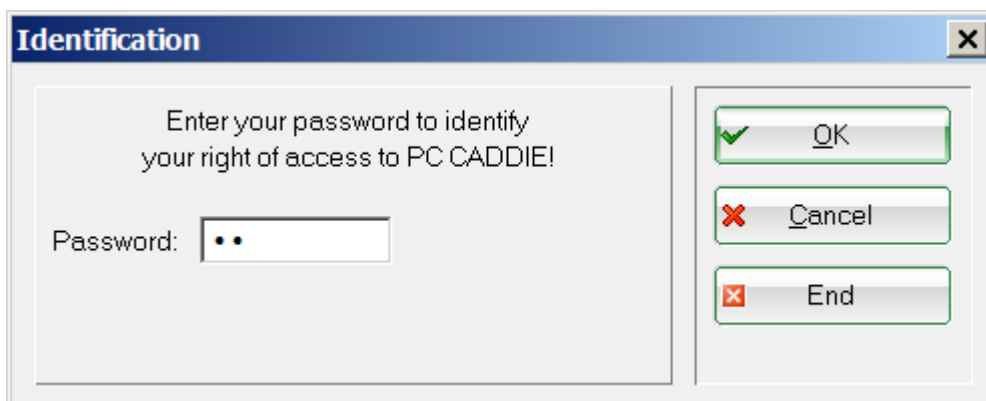 Identification
Enter your password to identify
your right of access to PC CADDIE!
Password: ••
OK
Cancel
End